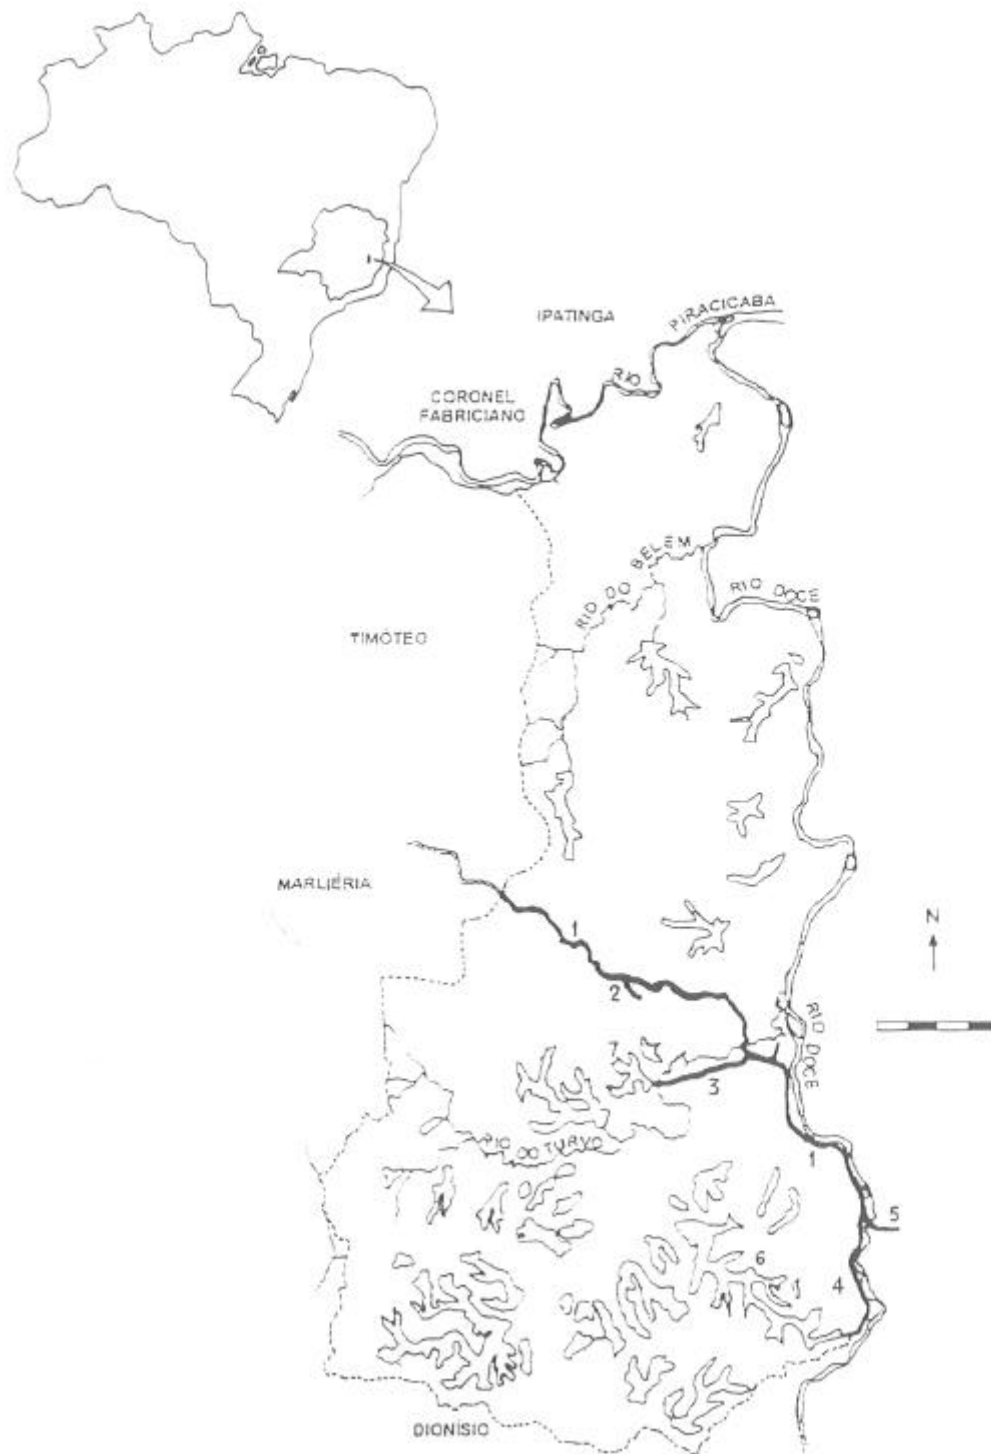 IPATINGA
RIO PIRACICABA
CORONEL
FABRICIANO
RIO DO BELEM
RIO DOCE
TIMÓTEO
MARLIÉRIA
N
1
2
RIO DOCE
7
3
RIO DO TURVO
1
5
6
4
DIONÍSIO